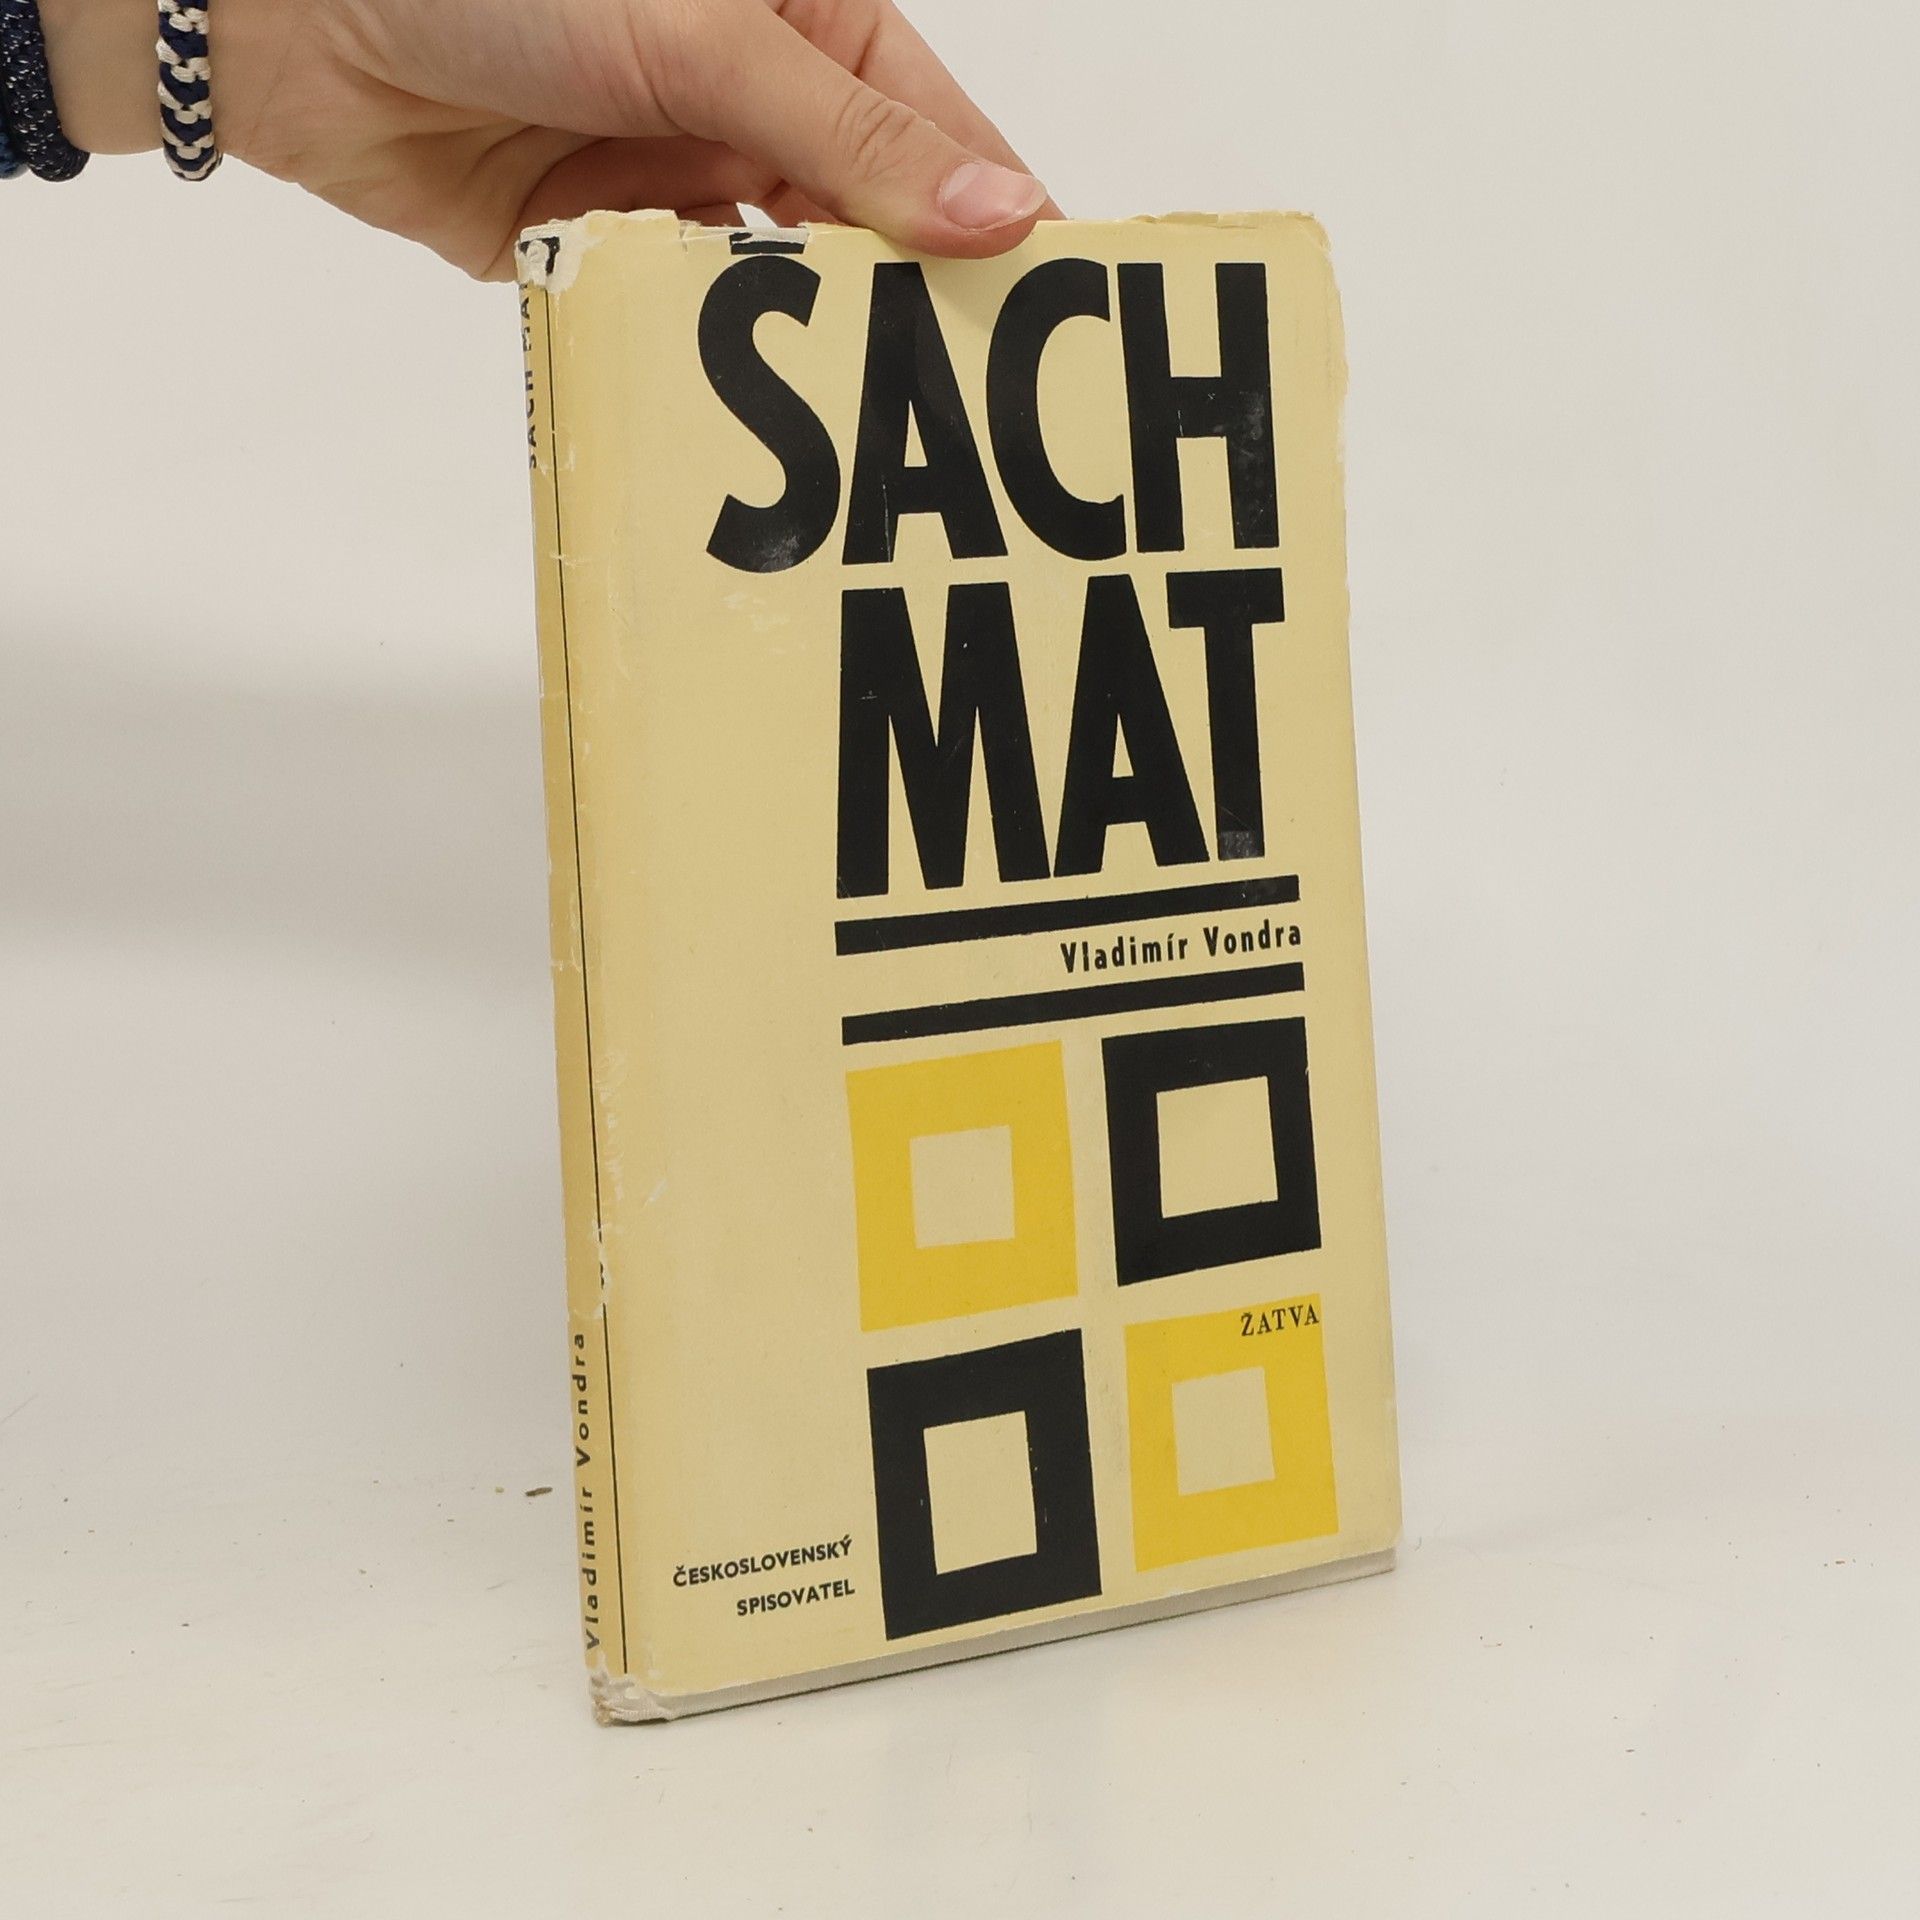 ŠACH
MAT
Vladimír Vondra
ŽATVA
ČESKOSLOVENSKÝ
SPISOVATEL
ŠACH MAT
Vladimír Vondra